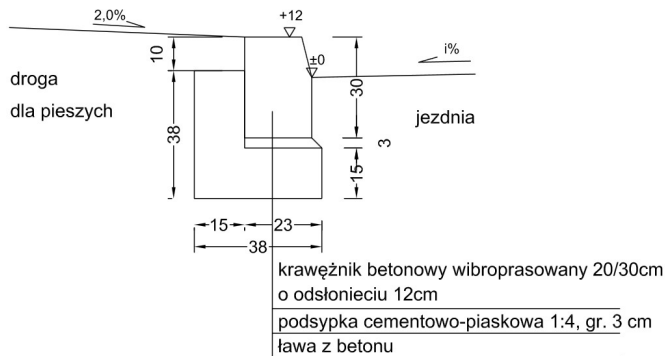 2,0%
+12
±0
i%
10
30
droga
dla pieszych
jezdnia
38
3
15
15
23
38
krawężnik betonowy wibroprasowany 20/30cm
o odsłonieciu 12cm
podsypka cementowo-piaskowa 1:4, gr. 3 cm
ława z betonu